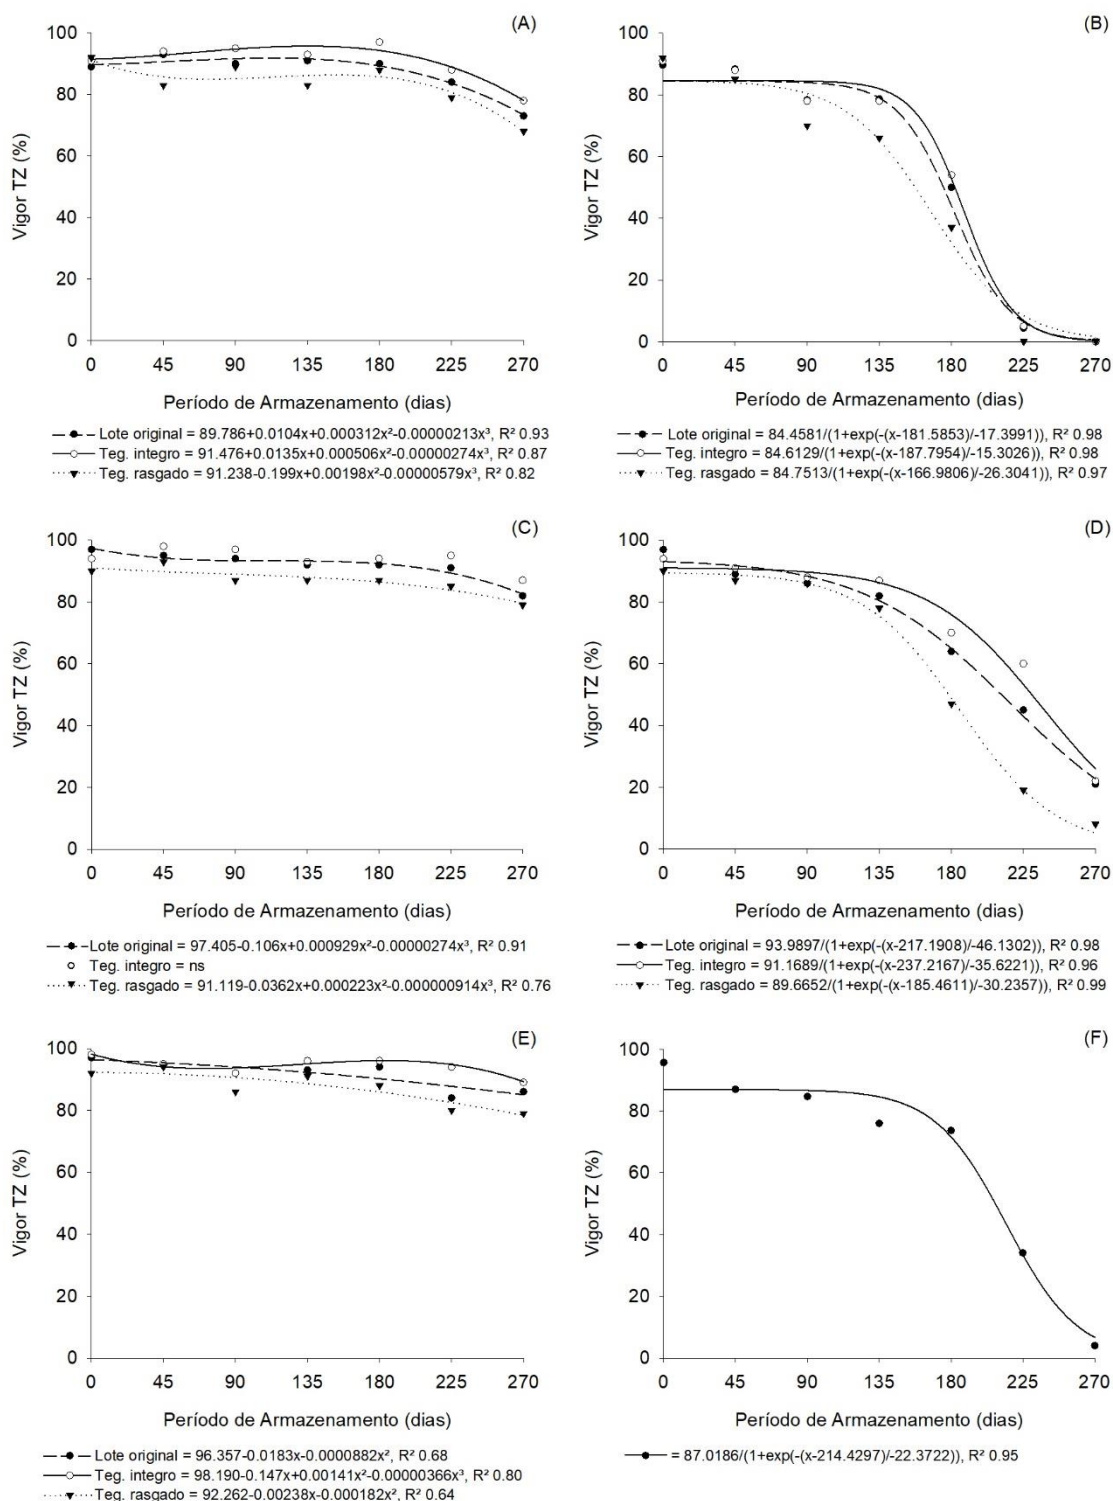 (A)
100
80
60
40
20
0
Vigor TZ (%)
0 45 90 135 180 225 270
Período de Armazenamento (dias)
Lote original = 89.786+0.0104x+0.000312x²-0.00000213x³, R² 0.93
Teg. integro = 91.476+0.0135x+0.000506x²-0.00000274x³, R² 0.87
Teg. rasgado = 91.238-0.199x+0.00198x²-0.00000579x³, R² 0.82
(B)
100
80
60
40
20
0
Vigor TZ (%)
0 45 90 135 180 225 270
Período de Armazenamento (dias)
Lote original = 84.4581/(1+exp(-(x-181.5853)/-17.3991)), R² 0.98
Teg. integro = 84.6129/(1+exp(-(x-187.7954)/-15.3026)), R² 0.98
Teg. rasgado = 84.7513/(1+exp(-(x-166.9806)/-26.3041)), R² 0.97
(C)
100
80
60
40
20
0
Vigor TZ (%)
0 45 90 135 180 225 270
Período de Armazenamento (dias)
Lote original = 97.405-0.106x+0.000929x²-0.00000274x³, R² 0.91
Teg. integro = ns
Teg. rasgado = 91.119-0.0362x+0.000223x²-0.000000914x³, R² 0.76
(D)
100
80
60
40
20
0
Vigor TZ (%)
0 45 90 135 180 225 270
Período de Armazenamento (dias)
Lote original = 93.9897/(1+exp(-(x-217.1908)/-46.1302)), R² 0.98
Teg. integro = 91.1689/(1+exp(-(x-237.2167)/-35.6221)), R² 0.96
Teg. rasgado = 89.6652/(1+exp(-(x-185.4611)/-30.2357)), R² 0.99
(E)
100
80
60
40
20
0
Vigor TZ (%)
0 45 90 135 180 225 270
Período de Armazenamento (dias)
Lote original = 96.357-0.0183x-0.0000882x², R² 0.68
Teg. integro = 98.190-0.147x+0.00141x²-0.00000366x³, R² 0.80
Teg. rasgado = 92.262-0.00238x-0.000182x², R² 0.64
(F)
100
80
60
40
20
0
Vigor TZ (%)
0 45 90 135 180 225 270
Período de Armazenamento (dias)
= 87.0186/(1+exp(-(x-214.4297)/-22.3722)), R² 0.95